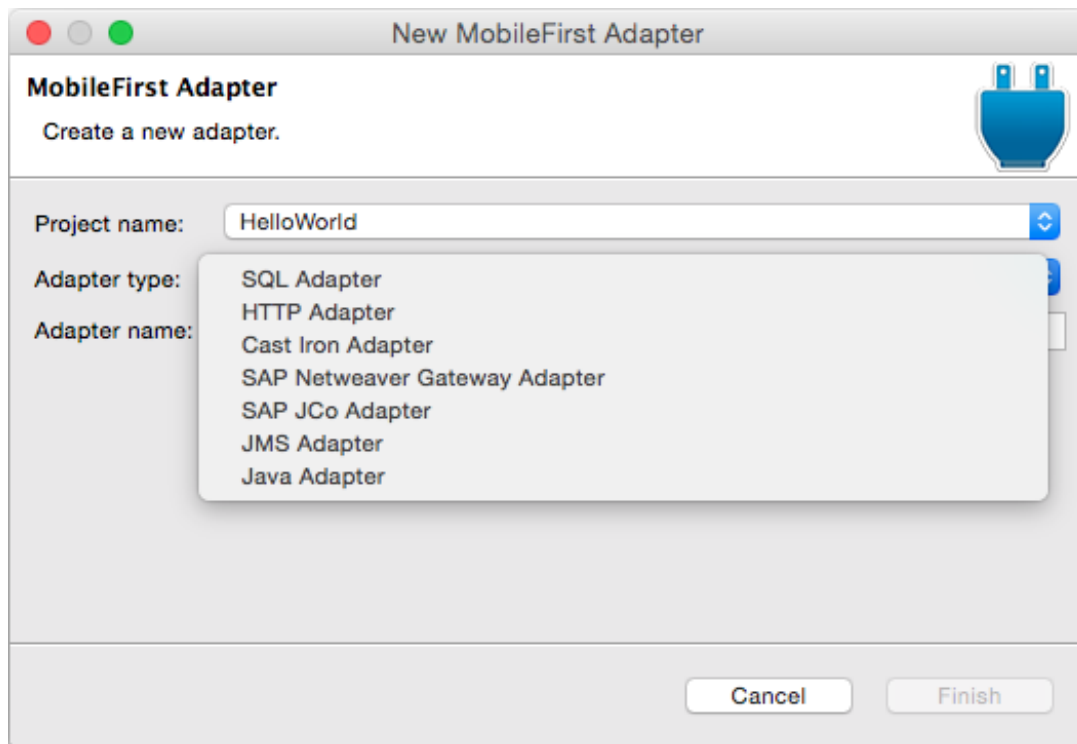 New MobileFirst Adapter
MobileFirst Adapter
Create a new adapter.
Project name: HelloWorld
Adapter type:
SQL Adapter
HTTP Adapter
Adapter name:
Cast Iron Adapter
SAP Netweaver Gateway Adapter
SAP JCo Adapter
JMS Adapter
Java Adapter
Cancel Finish